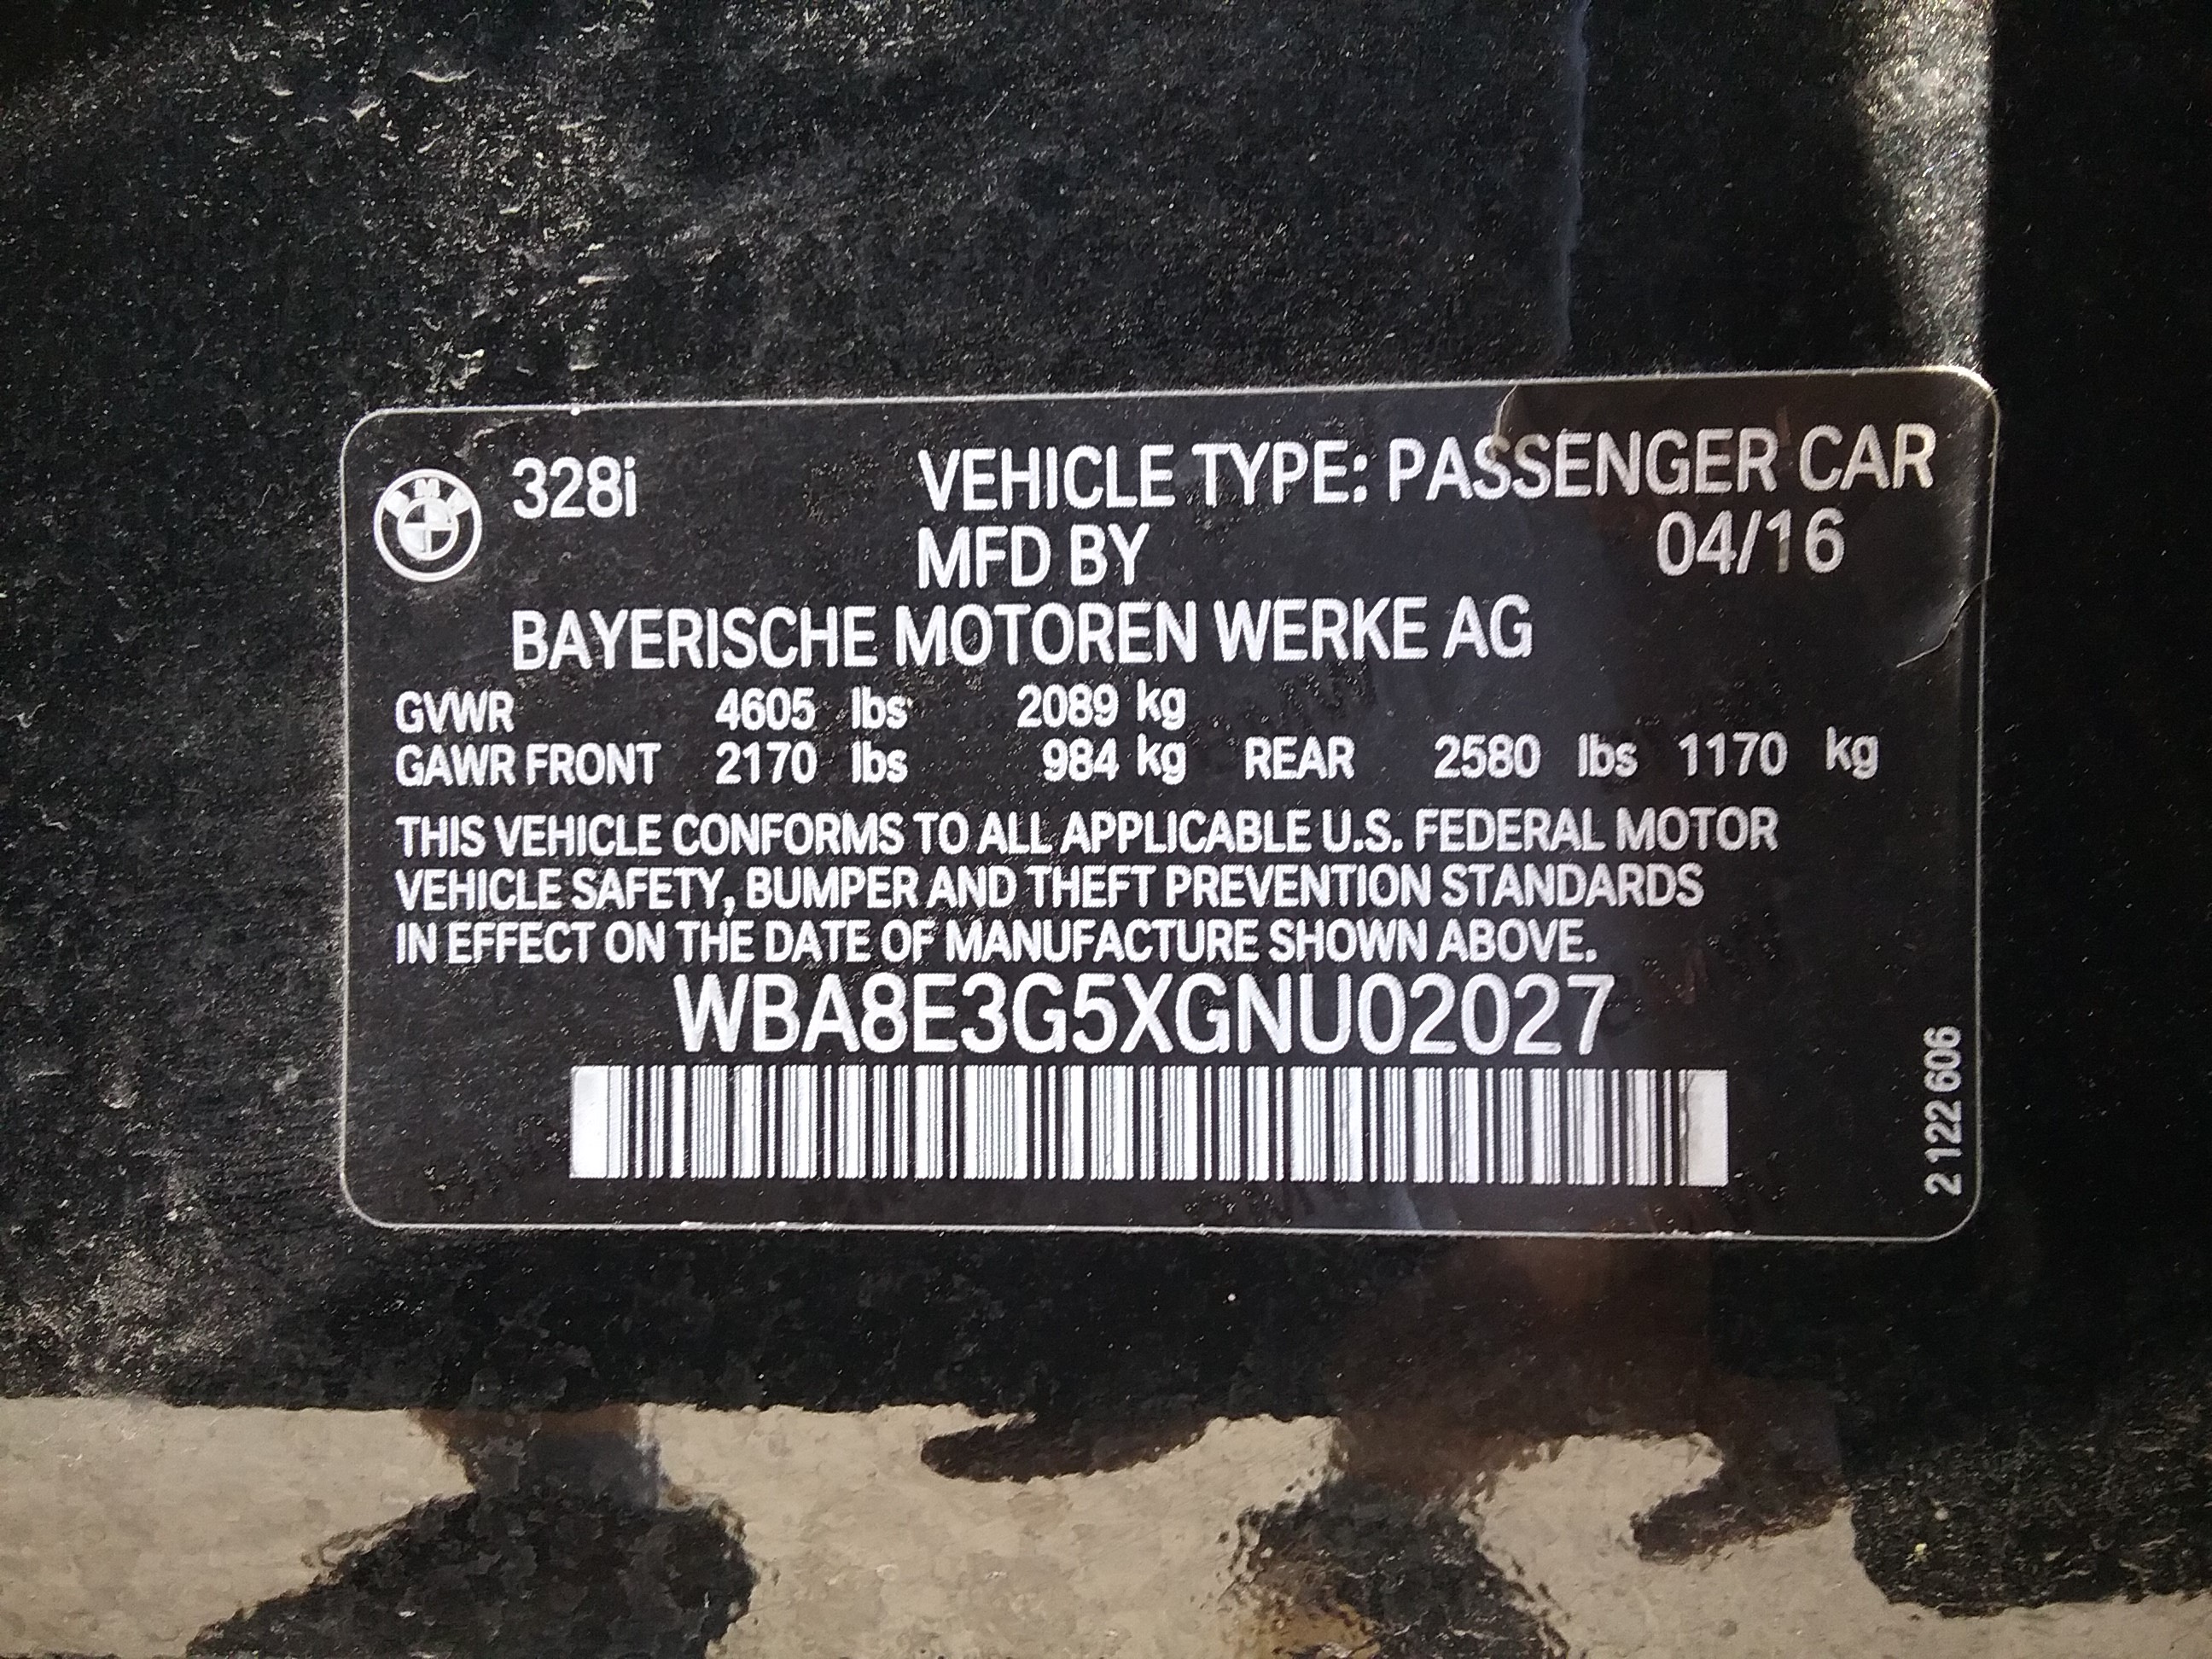 328i VEHICLE TYPE: PASSENGER CAR
MFD BY 04/16
BAYERISCHE MOTOREN WERKE AG
GVWR 4605 lbs 2089 kg
GAWR FRONT 2170 lbs 984 kg REAR 2580 lbs 1170 kg
THIS VEHICLE CONFORMS TO ALL APPLICABLE U.S. FEDERAL MOTOR
VEHICLE SAFETY, BUMPER AND THEFT PREVENTION STANDARDS
IN EFFECT ON THE DATE OF MANUFACTURE SHOWN ABOVE.
WBA8E3G5XGNU02027
2 122 606